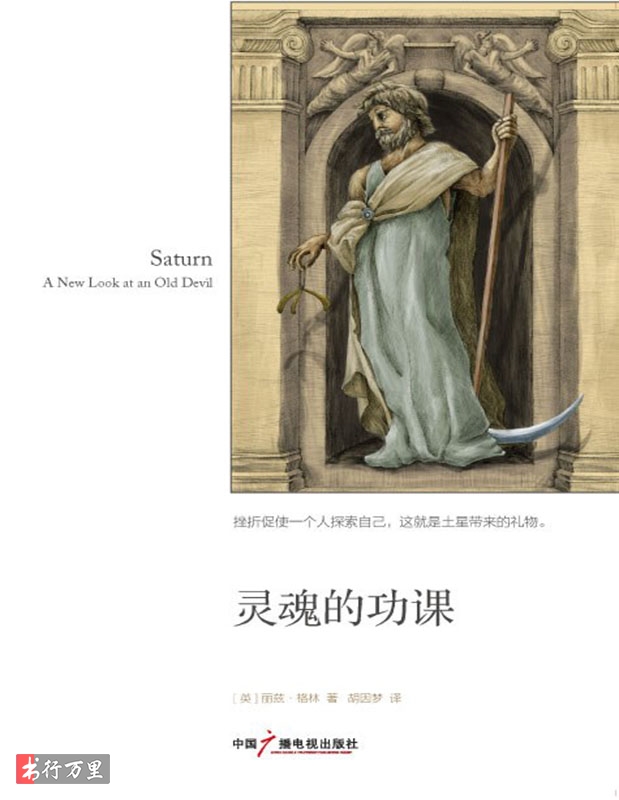 Saturn
A New Look at an Old Devil
挫折促使一个人探索自己，这就是土星带来的礼物。
灵魂的功课
[英]丽兹·格林 著 胡因梦 译
中国广播电视出版社
书行万里